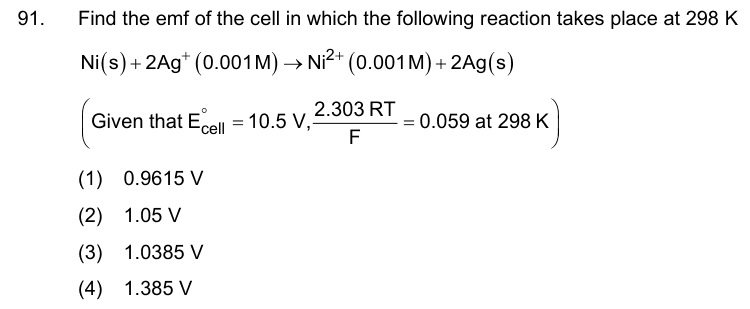 91. Find the emf of the cell in which the following reaction takes place at 298 K
Ni(s) + 2Ag⁺ (0.001 M) → Ni²⁺ (0.001 M) + 2Ag(s)
(Given that E°cell = 10.5 V, 2.303 RT/F = 0.059 at 298 K)
(1) 0.9615 V
(2) 1.05 V
(3) 1.0385 V
(4) 1.385 V